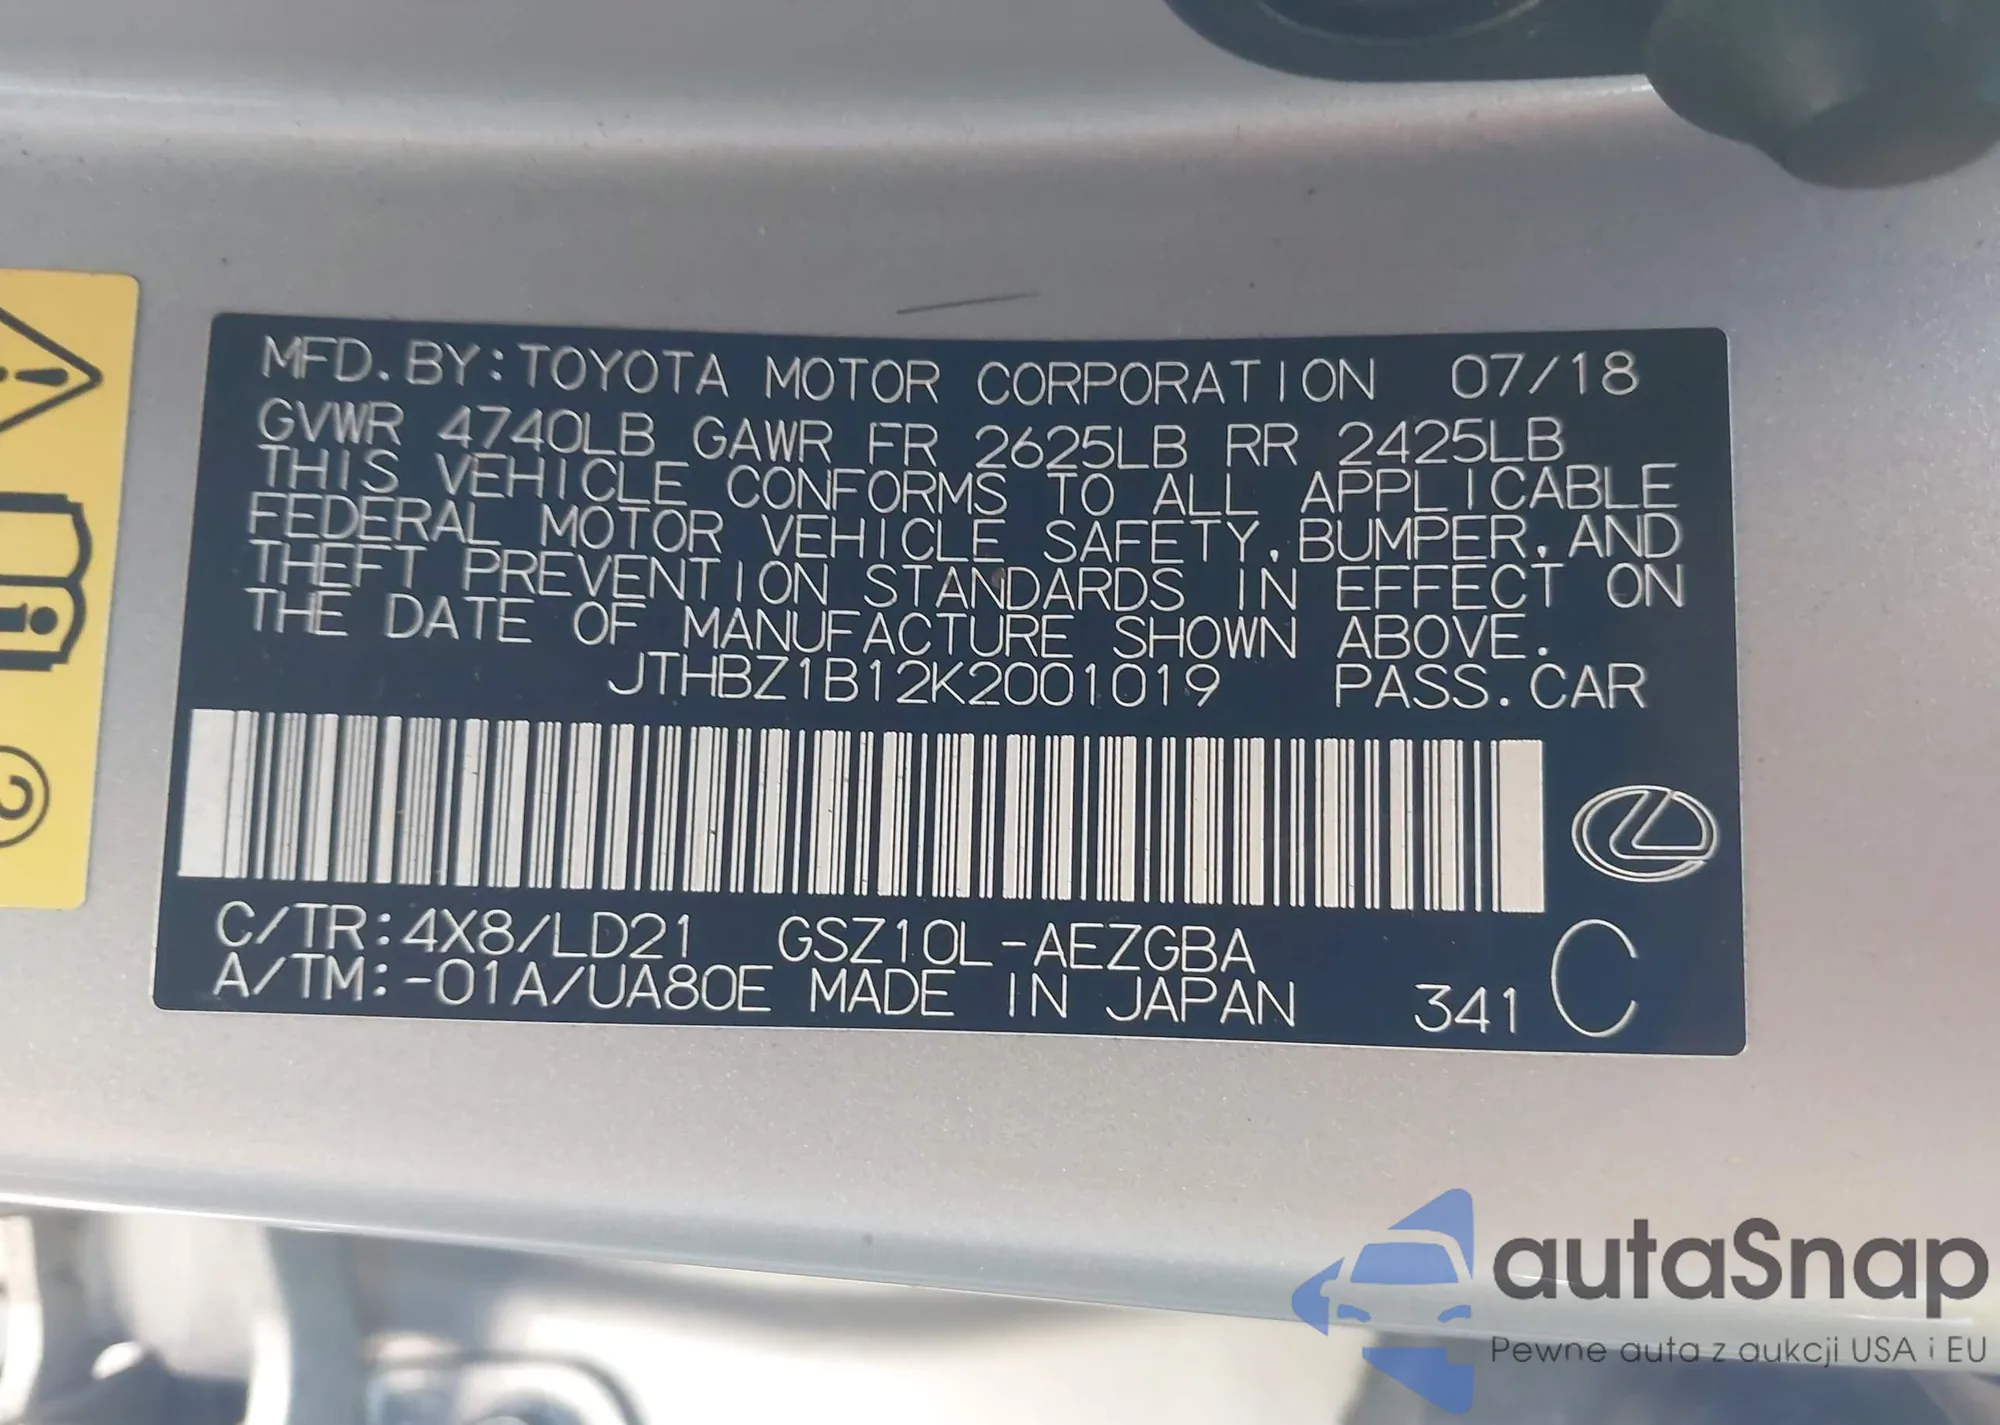 MFD. BY: TOYOTA MOTOR CORPORATION 07/18
GVWR 4740LB GAWR FR 2625LB RR 2425LB
THIS VEHICLE CONFORMS TO ALL APPLICABLE
FEDERAL MOTOR VEHICLE SAFETY, BUMPER, AND
THEFT PREVENTION STANDARDS IN EFFECT ON
THE DATE OF MANUFACTURE SHOWN ABOVE.
JTHBZ1B12K2001019 PASS. CAR
C/TR: 4X8/LD21 GSZ10L-AEZGBA
A/TM: -01A/UA80E MADE IN JAPAN 341 C
2
autaSnap
Pewne auta z aukcji USA i EU